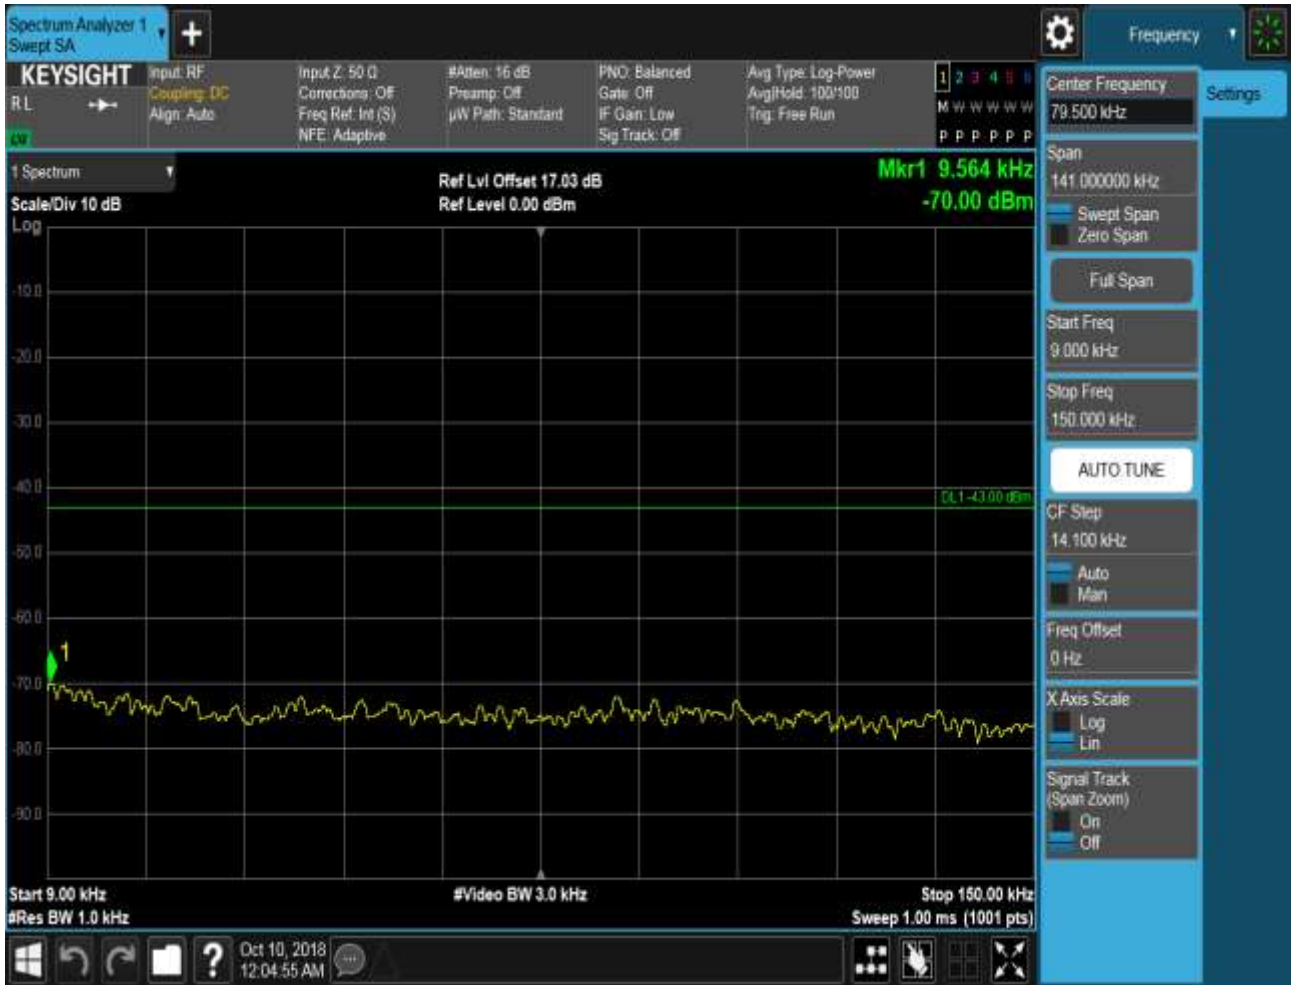 Spectrum Analyzer 1
Swept SA
+
Frequency
KEYSIGHT
R L
LXI
Input: RF
Coupling: DC
Align: Auto
Input Z: 50 Ω
Corrections: Off
Freq Ref: Int (S)
NFE: Adaptive
#Atten: 16 dB
Preamp: Off
µW Path: Standard
PNO: Balanced
Gate: Off
IF Gain: Low
Sig Track: Off
Avg Type: Log-Power
Avg|Hold: 100/100
Trig: Free Run
1 2 3 4 5 6
M W W W W W
P P P P P P
1 Spectrum
Scale/Div 10 dB
Log
Ref Lvl Offset 17.03 dB
Ref Level 0.00 dBm
Mkr1 9.564 kHz
-70.00 dBm
-10.0
-20.0
-30.0
-40.0
DL1 -43.00 dBm
-50.0
-60.0
1
-70.0
-80.0
-90.0
Start 9.00 kHz
#Video BW 3.0 kHz
Stop 150.00 kHz
#Res BW 1.0 kHz
Sweep 1.00 ms (1001 pts)
?
Oct 10, 2018
12:04:55 AM
Center Frequency
79.500 kHz
Settings
Span
141.000000 kHz
Swept Span
Zero Span
Full Span
Start Freq
9.000 kHz
Stop Freq
150.000 kHz
AUTO TUNE
CF Step
14.100 kHz
Auto
Man
Freq Offset
0 Hz
X Axis Scale
Log
Lin
Signal Track
(Span Zoom)
On
Off